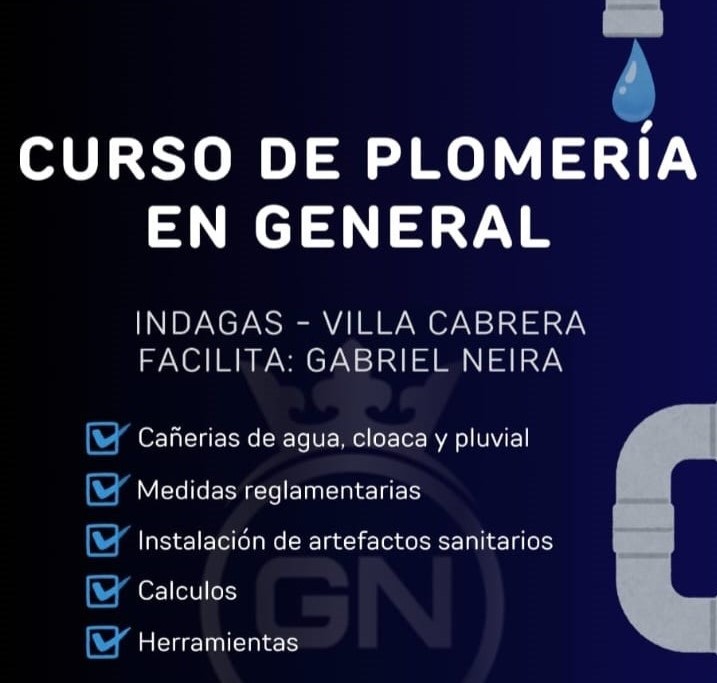 CURSO DE PLOMERÍA
EN GENERAL
INDAGAS - VILLA CABRERA
FACILITA: GABRIEL NEIRA
Cañerias de agua, cloaca y pluvial
Medidas reglamentarias
Instalación de artefactos sanitarios
Calculos
GN
Herramientas